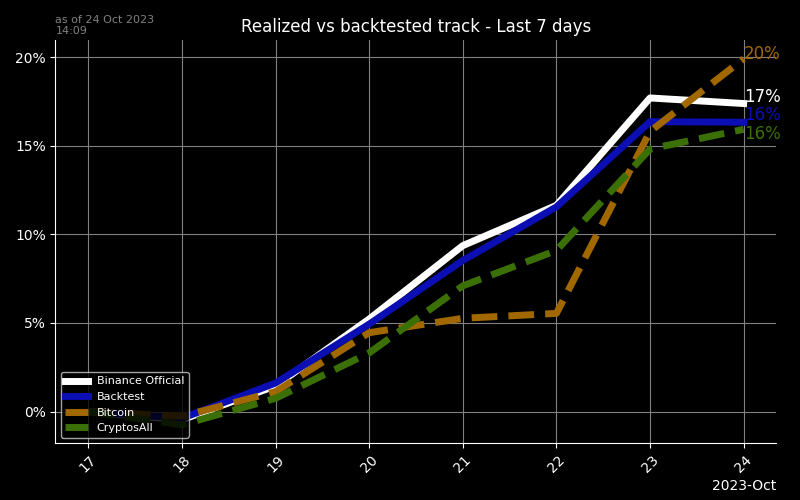 as of 24 Oct 2023
14:09
Realized vs backtested track - Last 7 days
20%
15%
10%
5%
0%
20%
17%
16%
16%
Binance Official
Backtest
Bitcoin
CryptosAll
17
18
19
20
21
22
23
24
2023-Oct